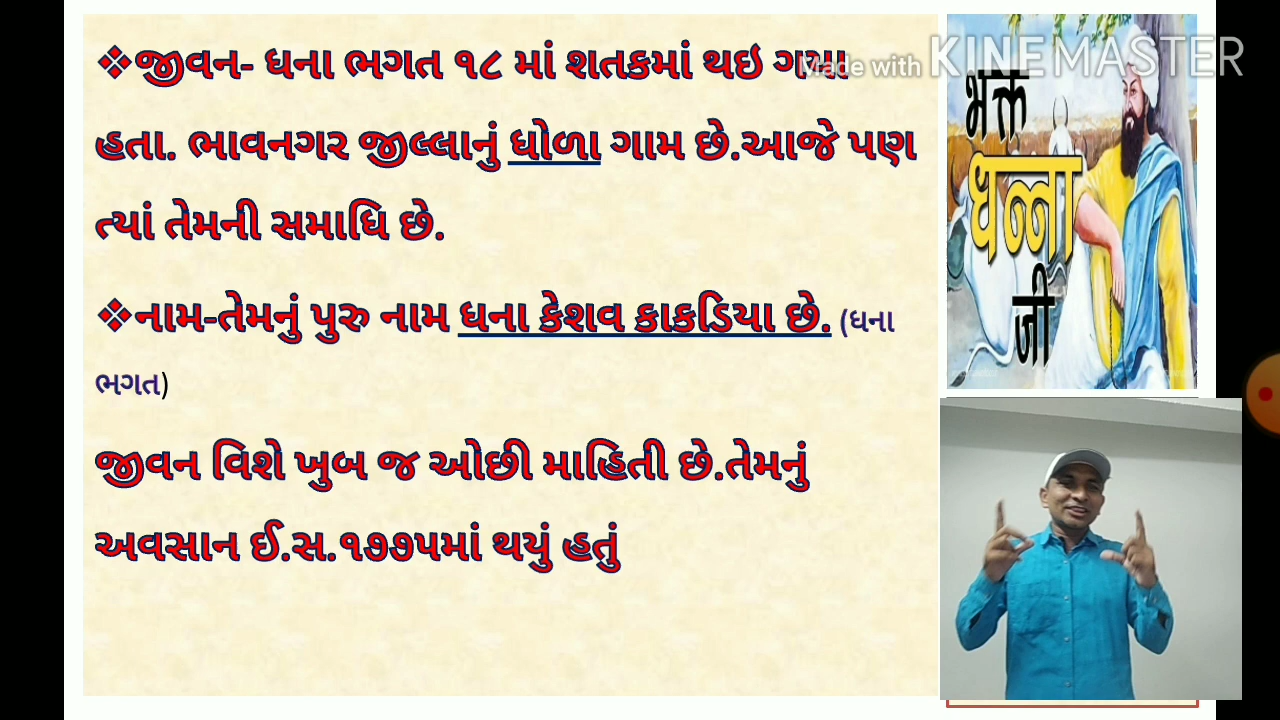 ❖જીવન- ધના ભગત ૧૮ માં શતકમાં થઇ ગયા
હતા. ભાવનગર જીલ્લાનું ધોળા ગામ છે.આજે પણ
ત્યાં તેમની સમાધિ છે.
❖નામ-તેમનું પુરુ નામ ધના કેશવ કાકડિયા છે. (ધના
ભગત)
જીવન વિશે ખુબ જ ઓછી માહિતી છે.તેમનું
અવસાન ઈ.સ.૧૭૭૫માં થયું હતું
Made with KINEMASTER
भक्त
धन्ना
जी